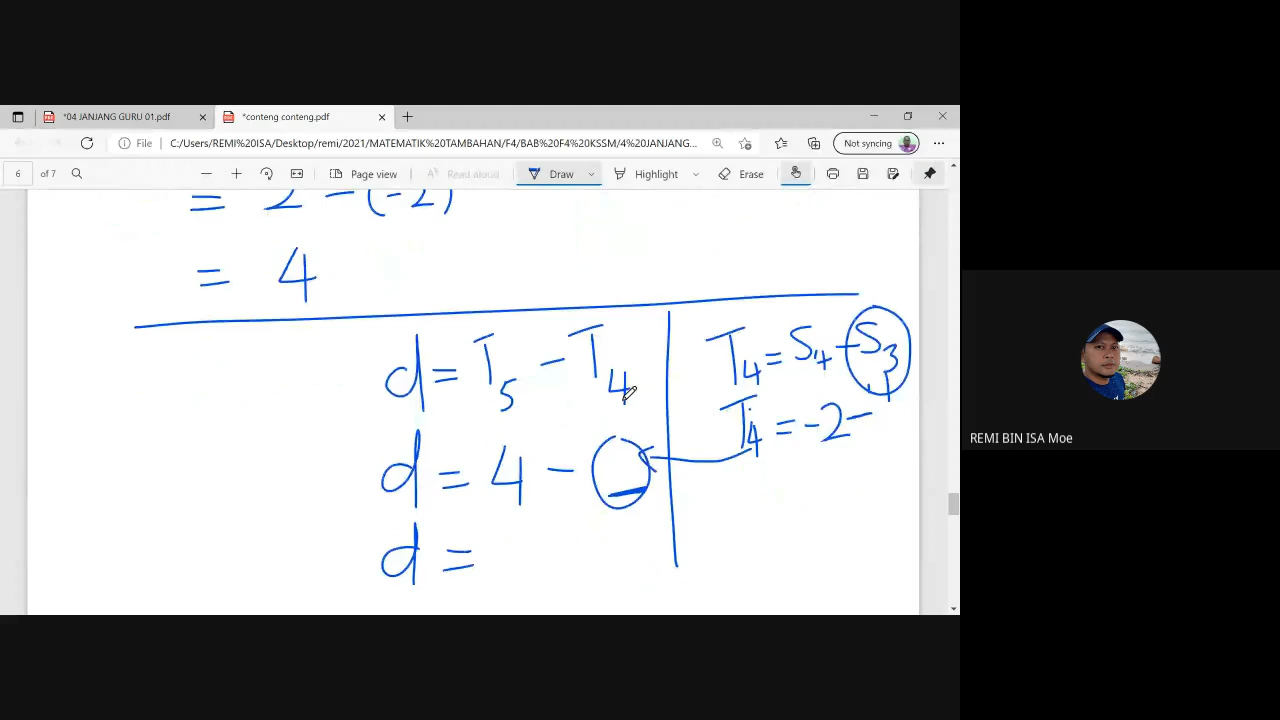 *04 JANJANG GURU 01.pdf
*conteng conteng.pdf
File C:/Users/REMI%20ISA/Desktop/remi/2021/MATEMATIK%20TAMBAHAN/F4/BAB%20F4%20KSSM/4%20JANJANG... Not syncing
6 of 7 Page view Read aloud Draw Highlight Erase
= 2 - (-2)
= 4
d = T5 - T4
d = 4 -
d =
T4 = S4 - S3
T4 = -2 -
REMI BIN ISA Moe